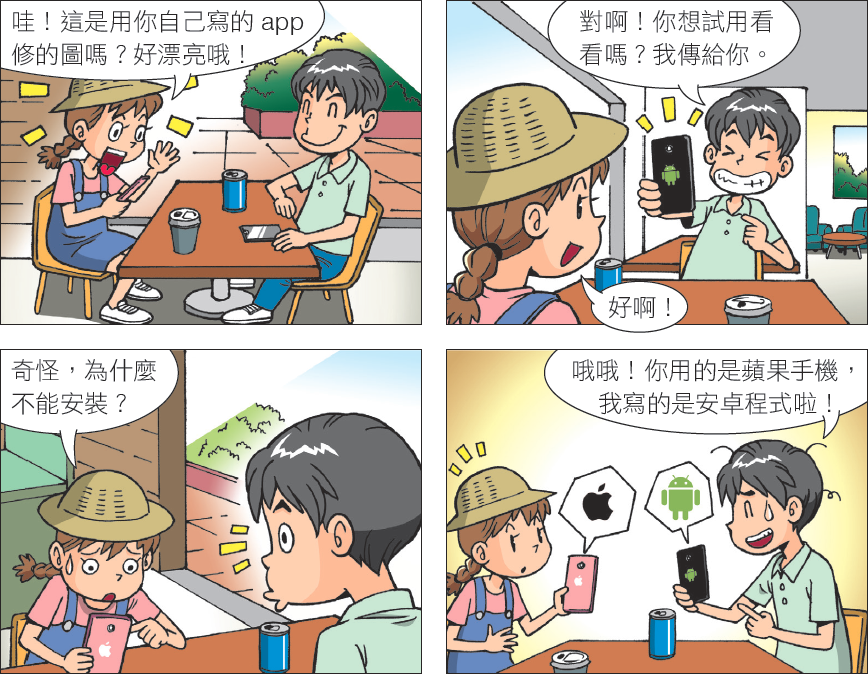 哇！這是用你自己寫的 app
修的圖嗎？好漂亮哦！
對啊！你想試用看
看嗎？我傳給你。
好啊！
奇怪，為什麼
不能安裝？
哦哦！你用的是蘋果手機，
我寫的是安卓程式啦！